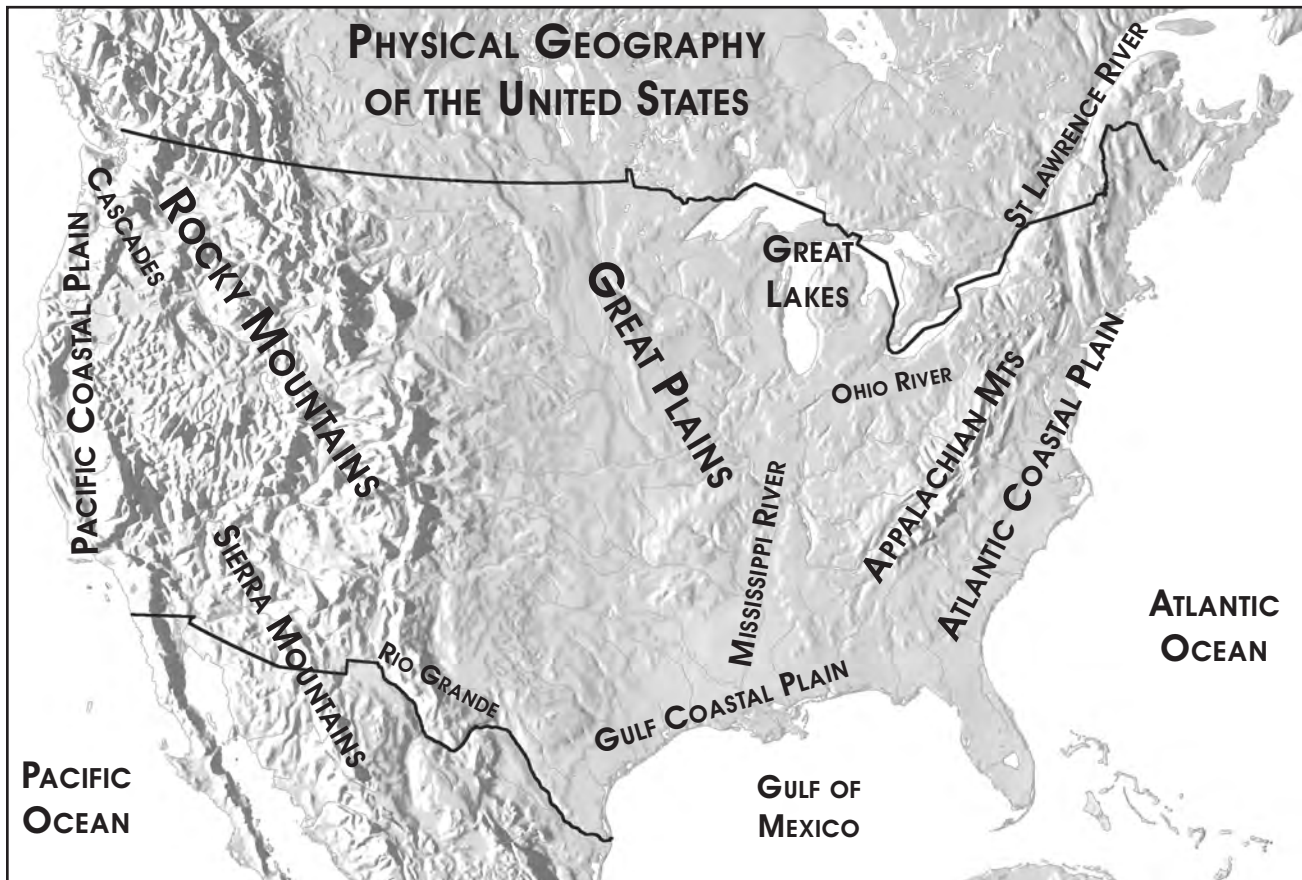 Physical Geography
of the United States
St Lawrence River
Cascades
Rocky Mountains
Pacific Coastal Plain
Great
Lakes
Great Plains
Ohio River
Appalachian Mts
Atlantic Coastal Plain
Mississippi River
Sierra Mountains
Rio Grande
Gulf Coastal Plain
Atlantic
Ocean
Pacific
Ocean
Gulf of
Mexico